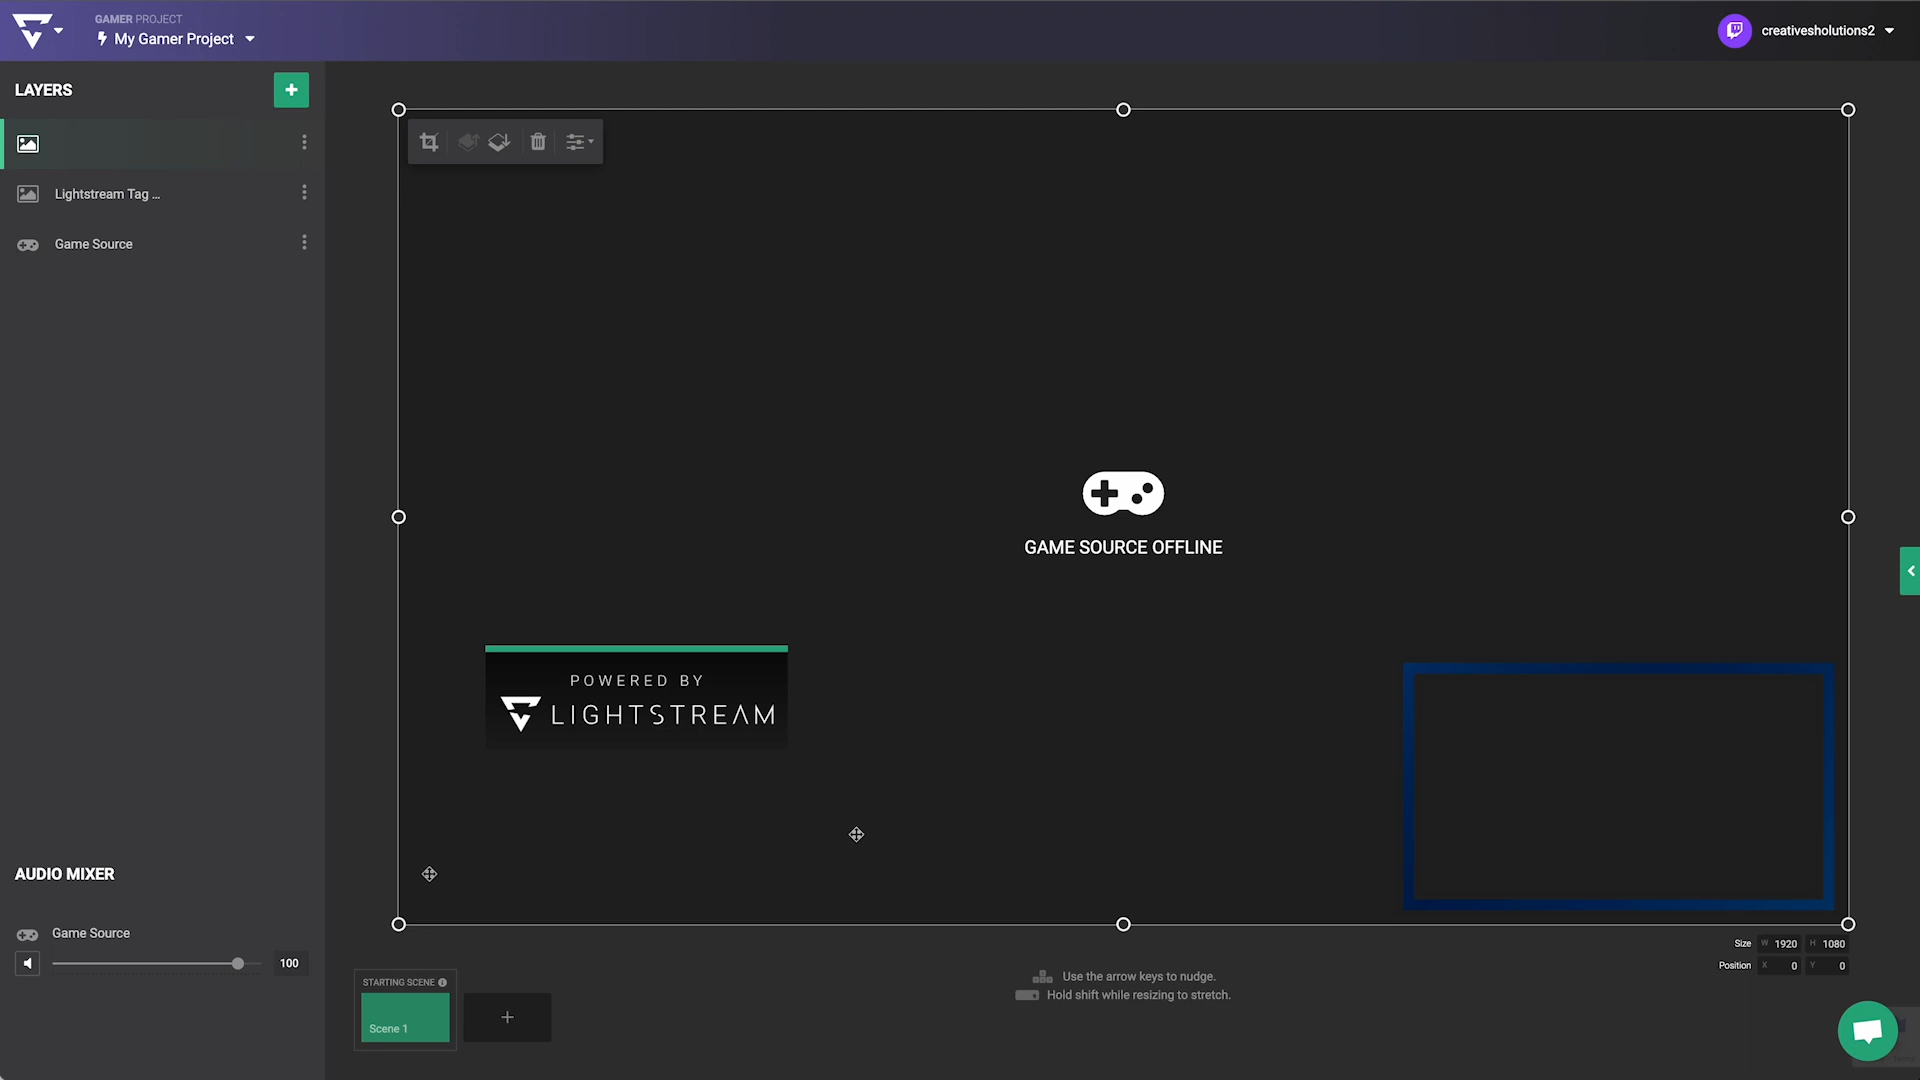 GAMER PROJECT
My Gamer Project
creativesholutions2
LAYERS
Lightstream Tag ...
Game Source
GAME SOURCE OFFLINE
POWERED BY
LIGHTSTREAM
AUDIO MIXER
Game Source
100
Size W 1920 H 1080
Position X 0 Y 0
STARTING SCENE
Scene 1
Use the arrow keys to nudge.
Hold shift while resizing to stretch.